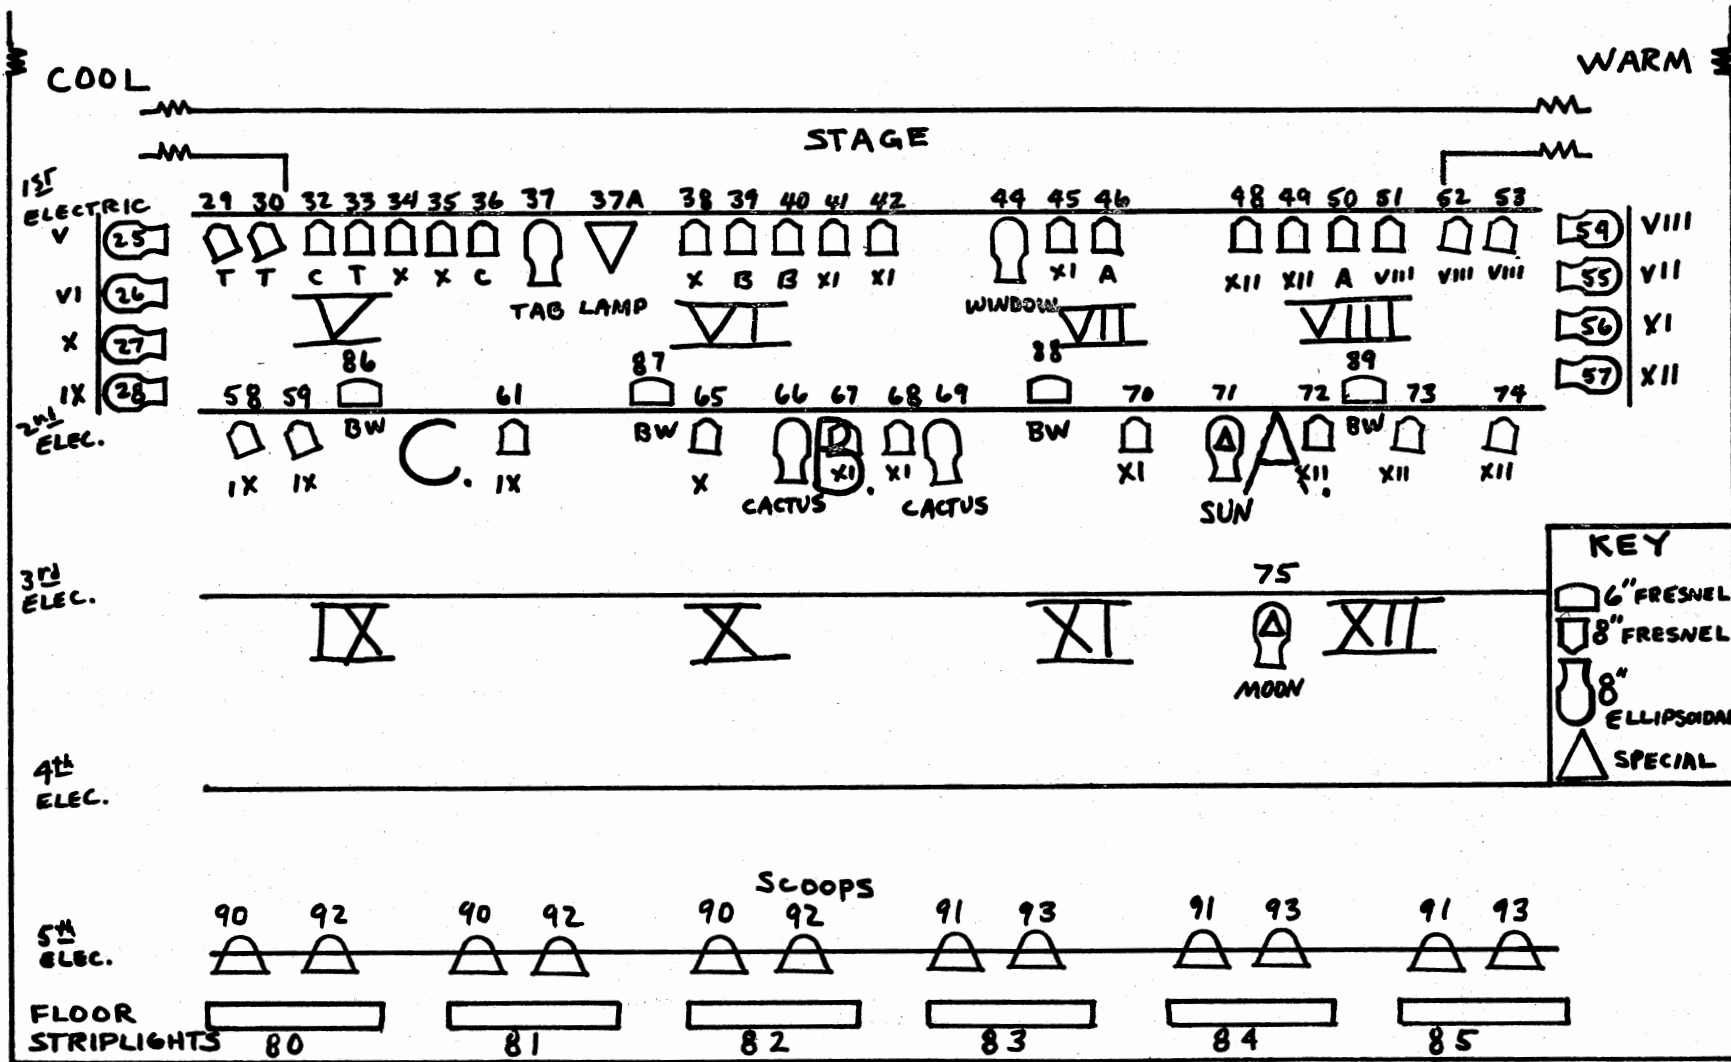 COOL
WARM
STAGE
1ST
ELECTRIC
29 30 32 33 34 35 36 37 37A 38 39 40 41 42 44 45 46 48 49 50 51 52 53
V 25
54 VIII
T T C T X X C X B B XI XI XI A XII XII A VIII VIII VIII
VI 26
55 VII
TAB LAMP
WWDOW
V VI VII VIII
X 27
56 XI
86 87 88 89
IX 28
57 XII
58 59 61 65 66 67 68 69 70 71 72 73 74
2nd
ELEC.
BW BW BW BW
C. B. A.
IX IX IX X XI XI XI XII XII XII
CACTUS CACTUS SUN
KEY
6" FRESNEL
8" FRESNEL
8"
ELLIPSOIDAL
SPECIAL
3rd
ELEC.
75
IX X XI XII
MOON
4th
ELEC.
SCOOPS
90 92 90 92 90 92 91 93 91 93 91 93
5th
ELEC.
FLOOR
STRIPLIGHTS
80 81 82 83 84 85